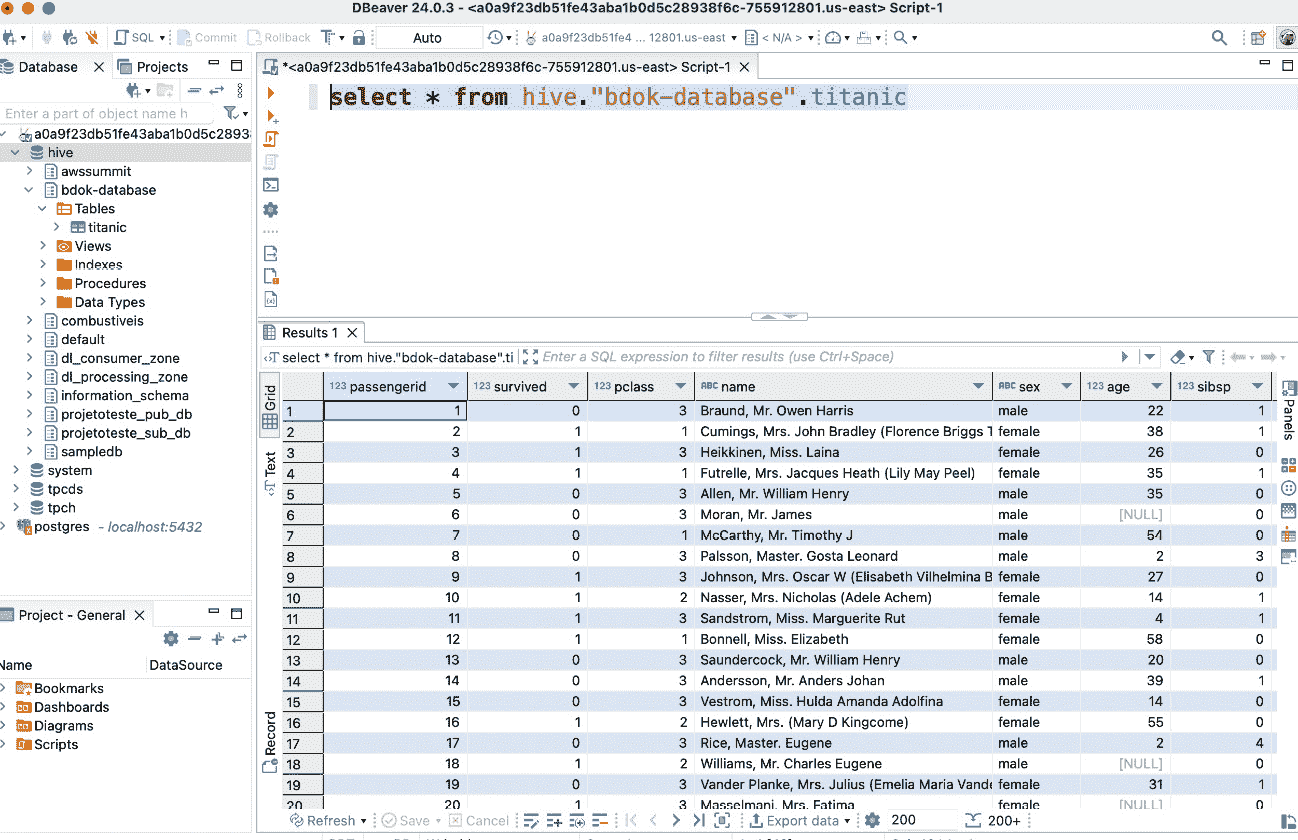 DBeaver 24.0.3 - <a0a9f23db51fe43aba1b0d5c28938f6c-755912801.us-east> Script-1
SQL Commit Rollback T Auto a0a9f23db51fe4 ... 12801.us-east < N/A >
Database Projects
Enter a part of object name h
a0a9f23db51fe43aba1b0d5c2893
hive
awssummit
bdok-database
Tables
titanic
Views
Indexes
Procedures
Data Types
combustiveis
default
dl_consumer_zone
dl_processing_zone
information_schema
projetoteste_pub_db
projetoteste_sub_db
sampledb
system
tpcds
tpch
postgres - localhost:5432
Project - General
Name DataSource
Bookmarks
Dashboards
Diagrams
Scripts
*<a0a9f23db51fe43aba1b0d5c28938f6c-755912801.us-east> Script-1
select * from hive."bdok-database".titanic
Results 1
select * from hive."bdok-database".ti Enter a SQL expression to filter results (use Ctrl+Space)
Grid
Text
Record
Panels
123 passengerid 123 survived 123 pclass ABC name ABC sex 123 age 123 sibsp
1 1 0 3 Braund, Mr. Owen Harris male 22 1
2 2 1 1 Cumings, Mrs. John Bradley (Florence Briggs T female 38 1
3 3 1 3 Heikkinen, Miss. Laina female 26 0
4 4 1 1 Futrelle, Mrs. Jacques Heath (Lily May Peel) female 35 1
5 5 0 3 Allen, Mr. William Henry male 35 0
6 6 0 3 Moran, Mr. James male [NULL] 0
7 7 0 1 McCarthy, Mr. Timothy J male 54 0
8 8 0 3 Palsson, Master. Gosta Leonard male 2 3
9 9 1 3 Johnson, Mrs. Oscar W (Elisabeth Vilhelmina B female 27 0
10 10 1 2 Nasser, Mrs. Nicholas (Adele Achem) female 14 1
11 11 1 3 Sandstrom, Miss. Marguerite Rut female 4 1
12 12 1 1 Bonnell, Miss. Elizabeth female 58 0
13 13 0 3 Saundercock, Mr. William Henry male 20 0
14 14 0 3 Andersson, Mr. Anders Johan male 39 1
15 15 0 3 Vestrom, Miss. Hulda Amanda Adolfina female 14 0
16 16 1 2 Hewlett, Mrs. (Mary D Kingcome) female 55 0
17 17 0 3 Rice, Master. Eugene male 2 4
18 18 1 2 Williams, Mr. Charles Eugene male [NULL] 0
19 19 0 3 Vander Planke, Mrs. Julius (Emelia Maria Vande female 31 1
20 20 1 3 Masselmani, Mrs. Fatima female [NULL] 0
Refresh Save Cancel Export data 200 200+